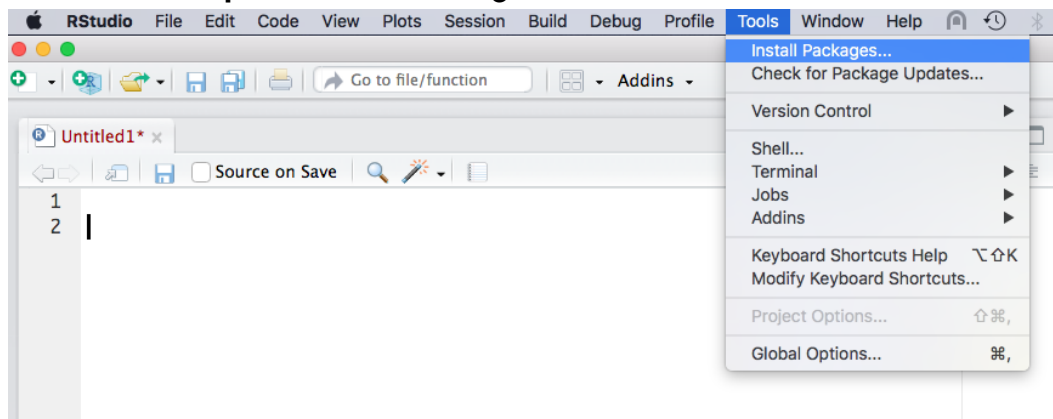 RStudio File Edit Code View Plots Session Build Debug Profile Tools Window Help
Install Packages...
Go to file/function Addins
Check for Package Updates...
Version Control
Untitled1*
Shell...
Source on Save
Terminal
Jobs
1
Addins
2
Keyboard Shortcuts Help ⌥⇧K
Modify Keyboard Shortcuts...
Project Options... ⇧⌘,
Global Options... ⌘,